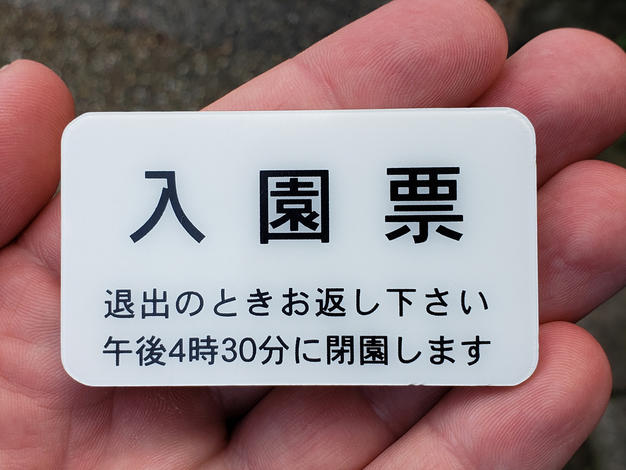 入園票
退出のときお返し下さい
午後4時30分に閉園します